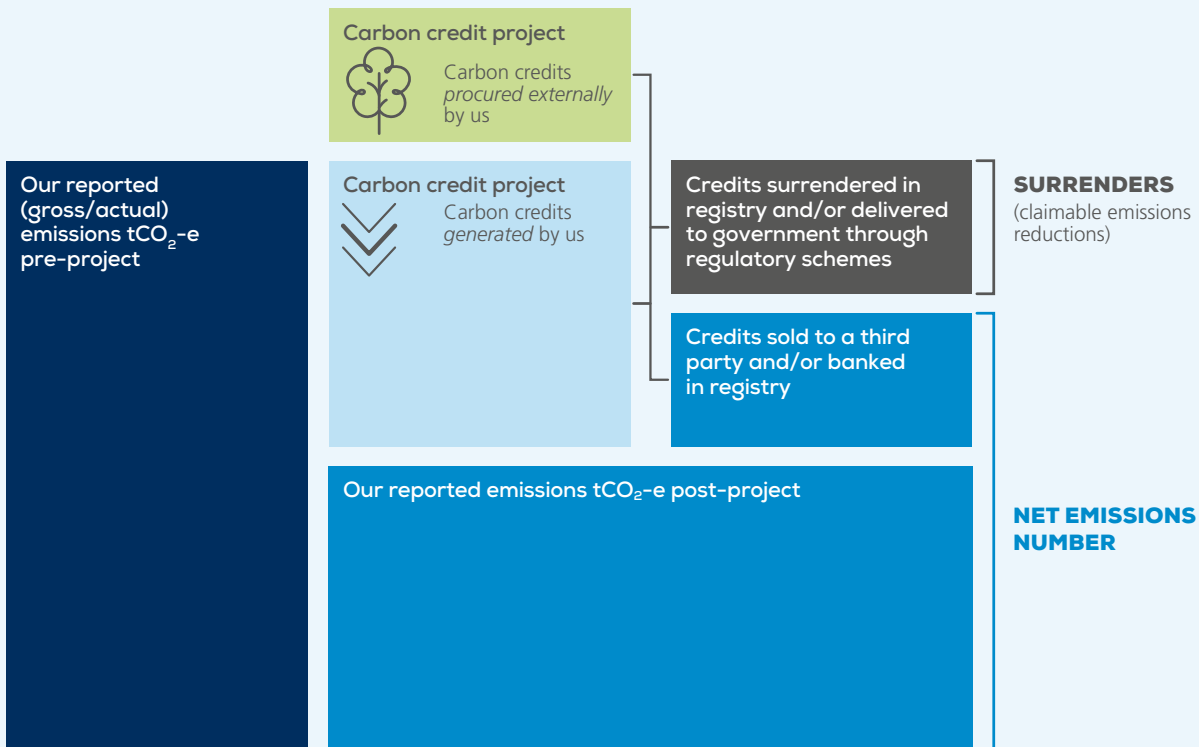 Carbon credit project
Carbon credits
procured externally
by us
Our reported
(gross/actual)
emissions tCO₂-e
pre-project
Carbon credit project
Carbon credits
generated by us
Credits surrendered in
registry and/or delivered
to government through
regulatory schemes
SURRENDERS
(claimable emissions
reductions)
Credits sold to a third
party and/or banked
in registry
Our reported emissions tCO₂-e post-project
NET EMISSIONS
NUMBER